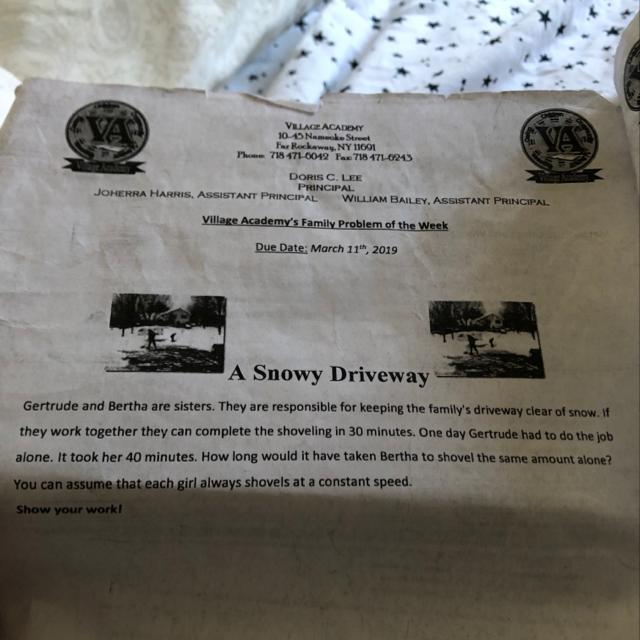 VA
VA
VILLAGE ACADEMY
10-45 Nameoke Street
Far Rockaway, NY 11691
Phone: 718 471-6042 Fax: 718 471-6243
DORIS C. LEE
PRINCIPAL
JOHERRA HARRIS, ASSISTANT PRINCIPAL WILLIAM BAILEY, ASSISTANT PRINCIPAL
Village Academy's Family Problem of the Week
Due Date: March 11th, 2019
A Snowy Driveway
Gertrude and Bertha are sisters. They are responsible for keeping the family's driveway clear of snow. If
they work together they can complete the shoveling in 30 minutes. One day Gertrude had to do the job
alone. It took her 40 minutes. How long would it have taken Bertha to shovel the same amount alone?
You can assume that each girl always shovels at a constant speed.
Show your work!